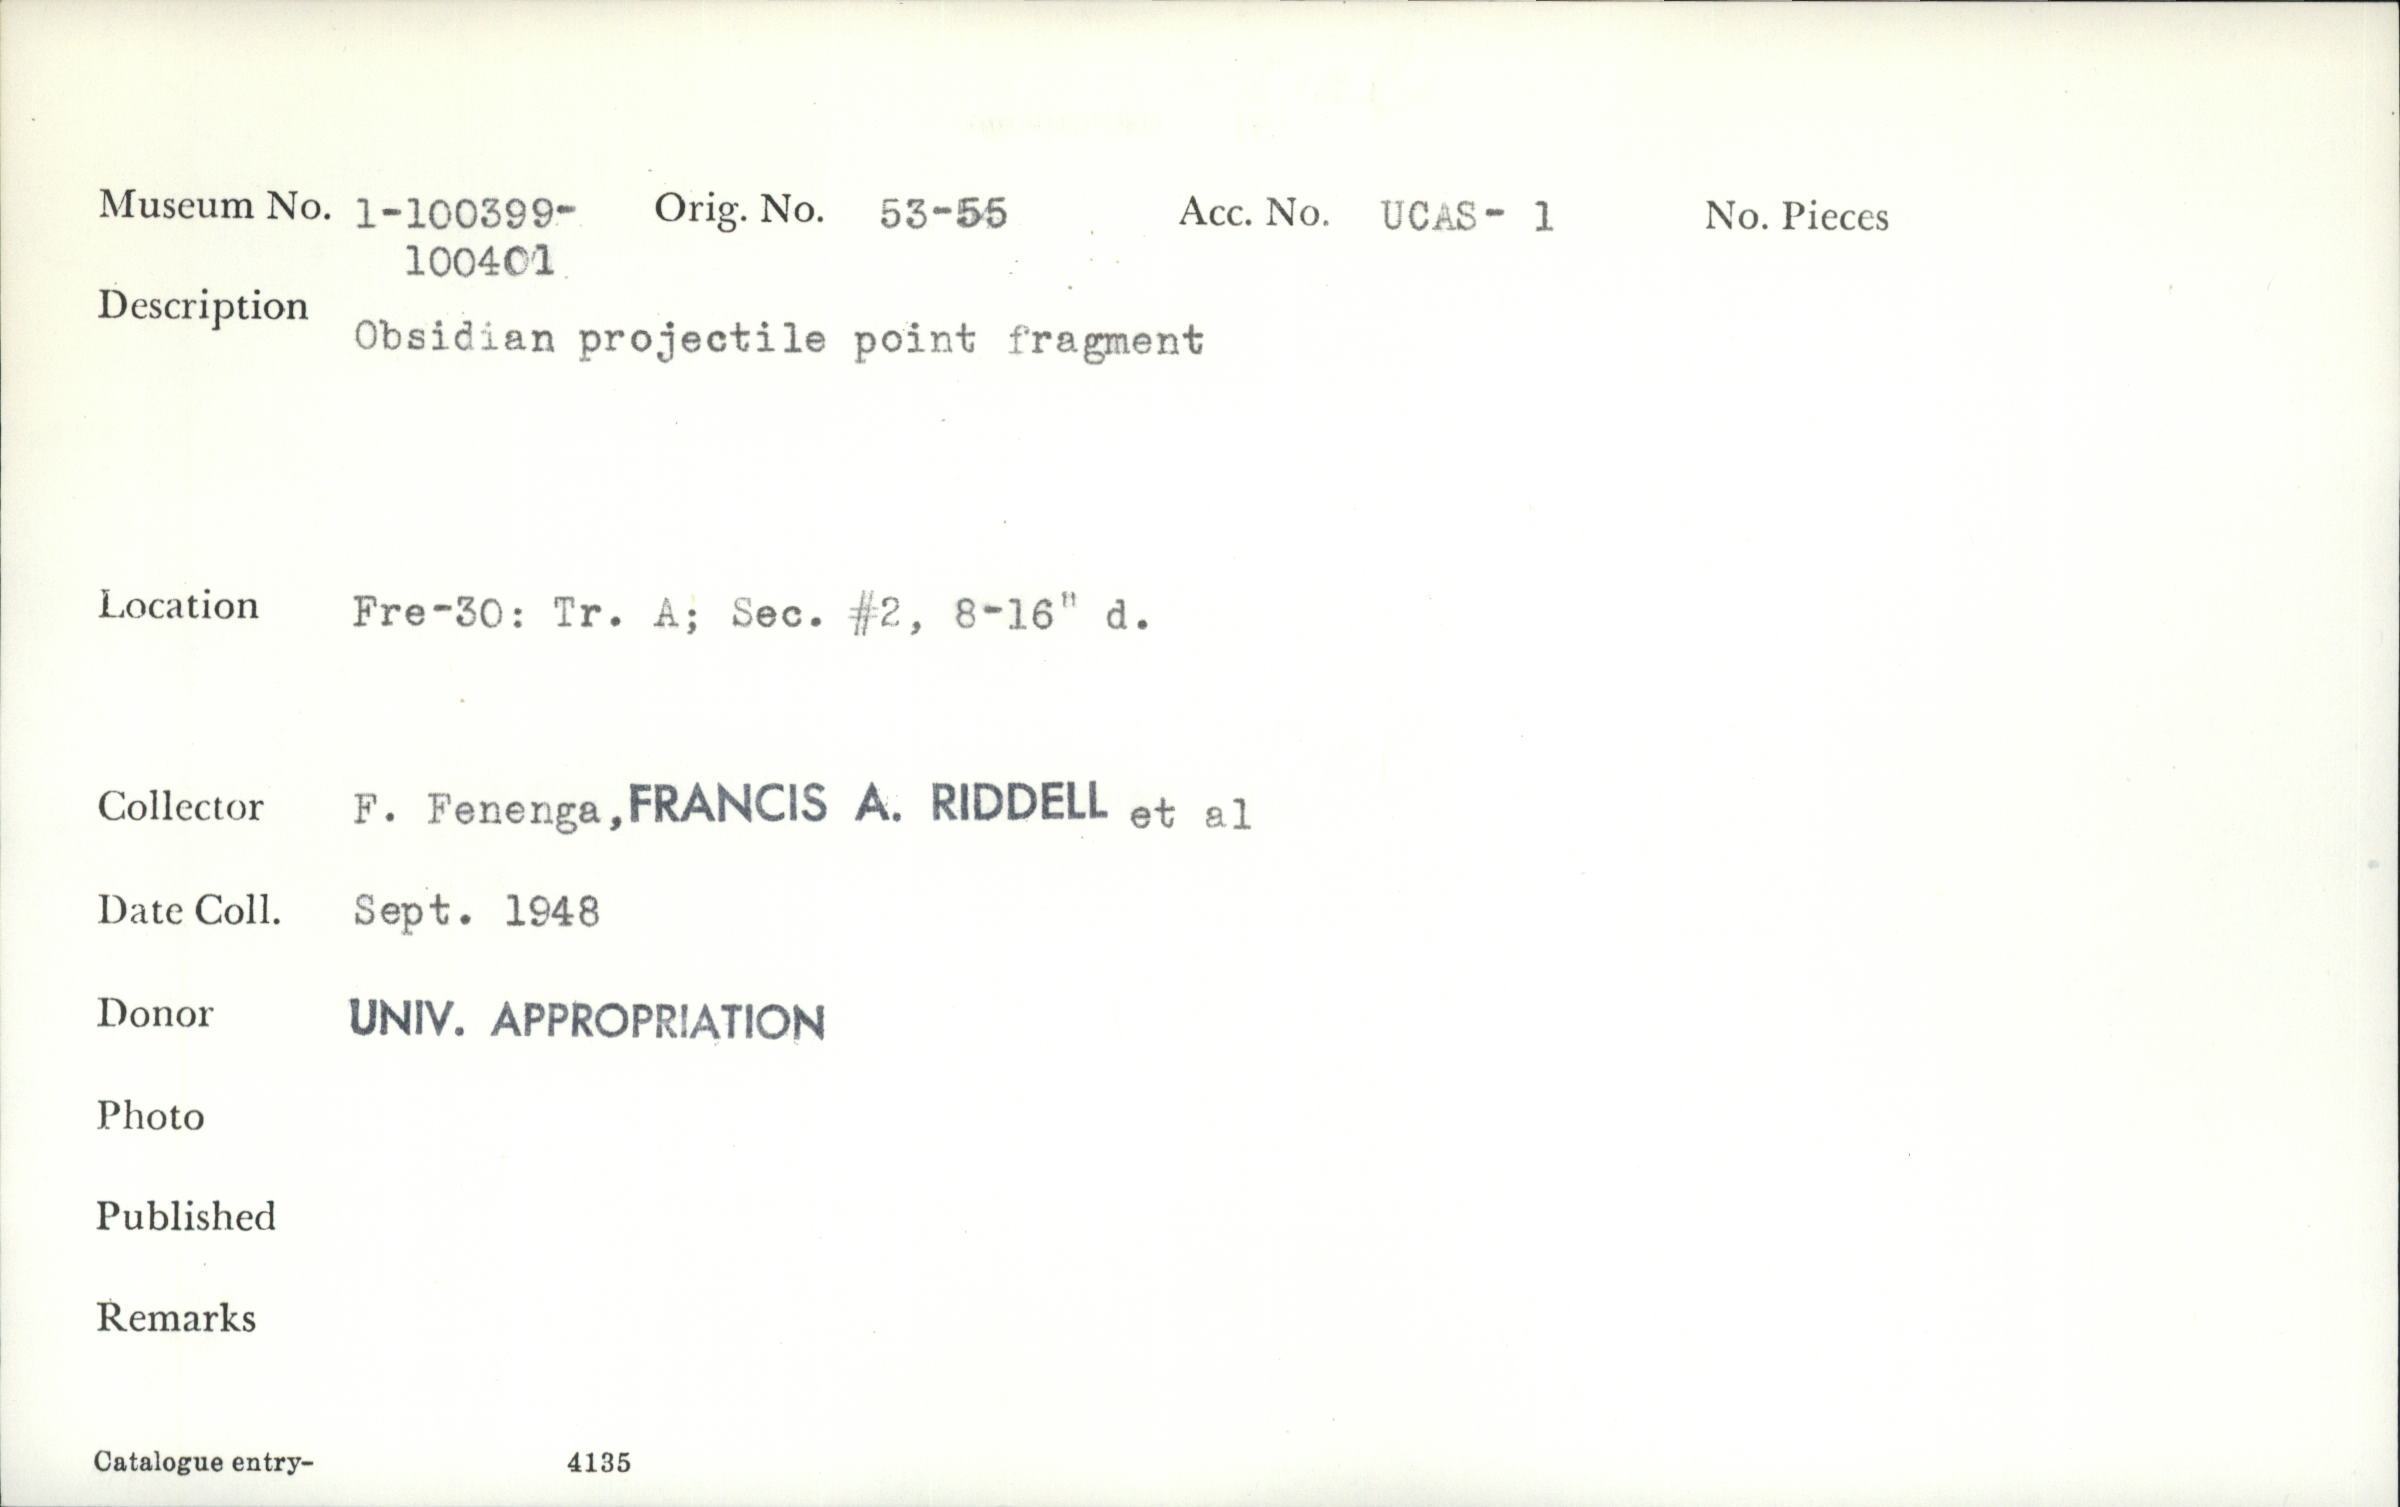 Museum No. 1-100399- Orig. No. 53-55 Acc. No. UCAS- 1 No. Pieces
100401
Description
Obsidian projectile point fragment
Location Fre-30: Tr. A; Sec. #2, 8-16" d.
Collector F. Fenenga, FRANCIS A. RIDDELL et al
Date Coll. Sept. 1948
Donor UNIV. APPROPRIATION
Photo
Published
Remarks
Catalogue entry- 4135